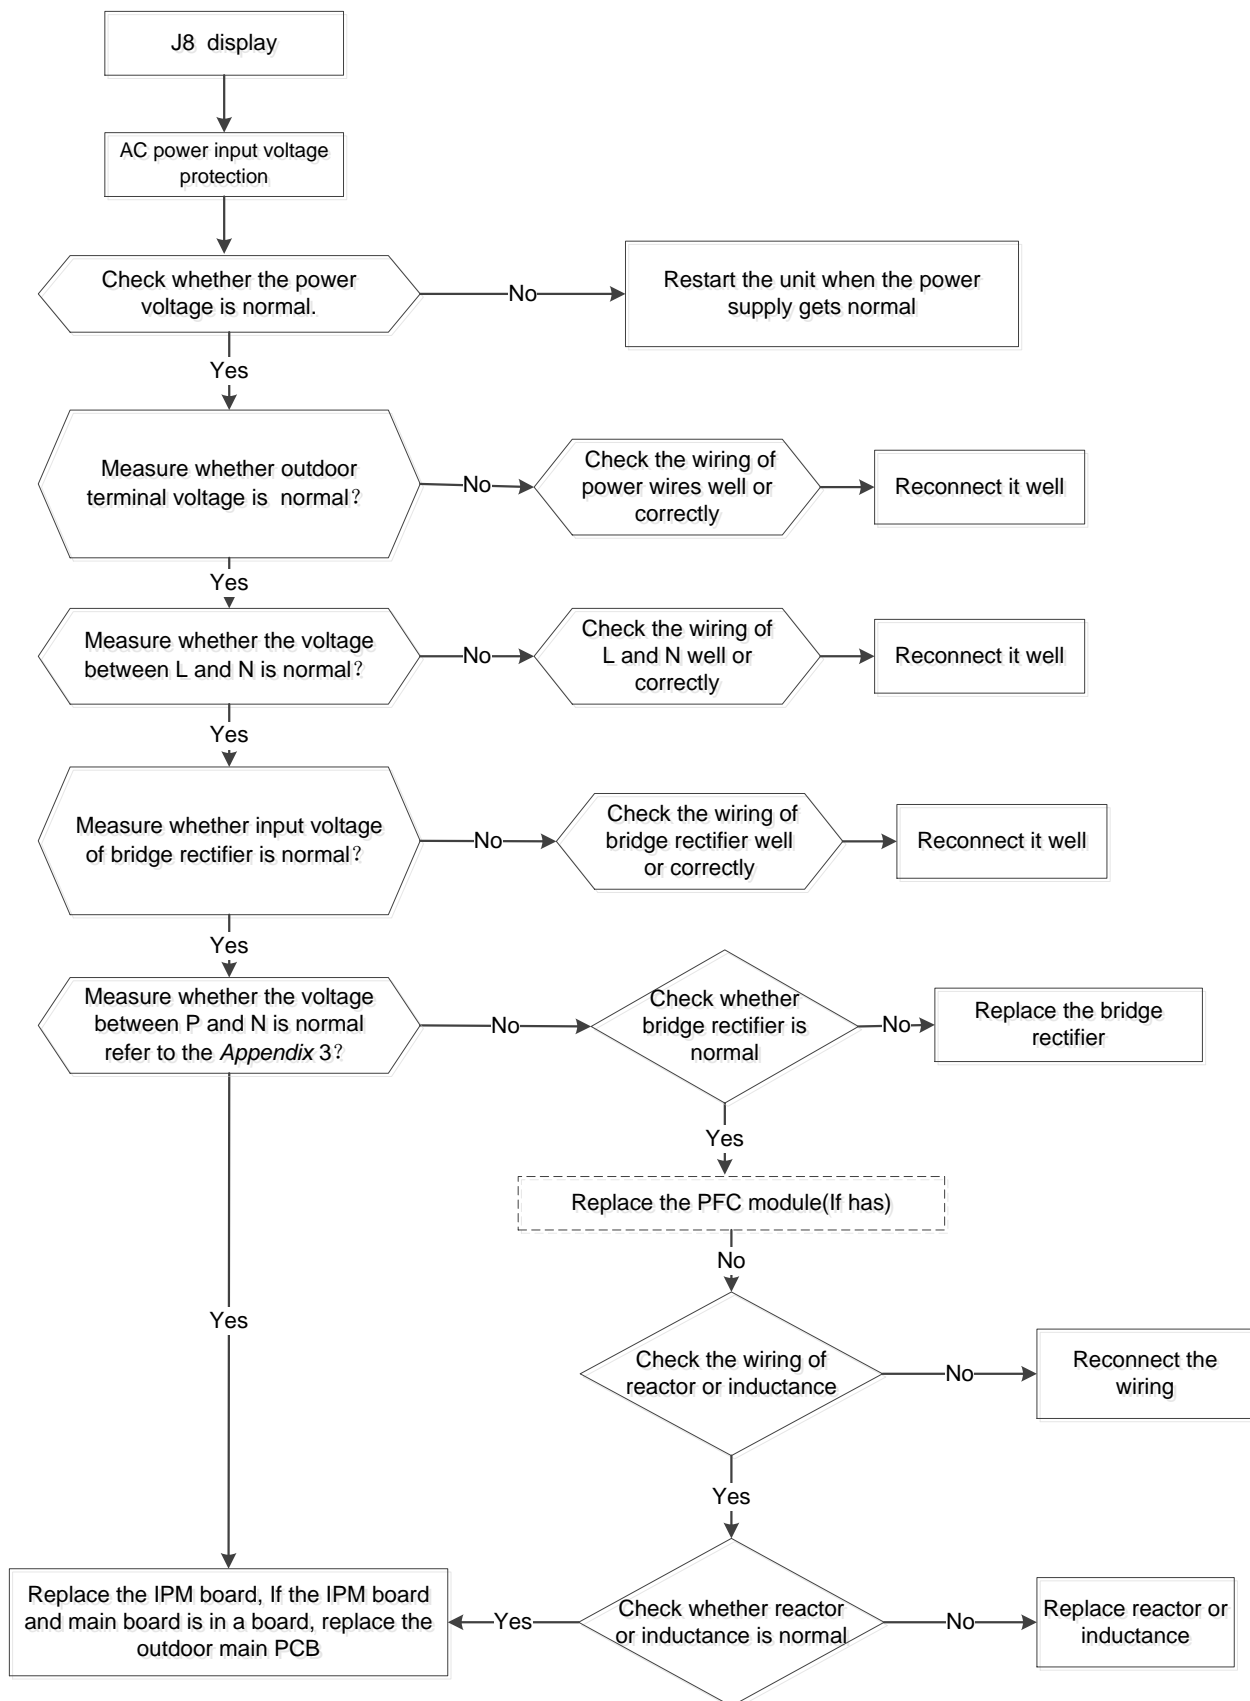 J8 display
AC power input voltage
protection
Check whether the power
voltage is normal.
No
Restart the unit when the power
supply gets normal
Yes
Measure whether outdoor
terminal voltage is normal?
No
Check the wiring of
power wires well or
correctly
Reconnect it well
Yes
Measure whether the voltage
between L and N is normal?
No
Check the wiring of
L and N well or
correctly
Reconnect it well
Yes
Measure whether input voltage
of bridge rectifier is normal?
No
Check the wiring of
bridge rectifier well
or correctly
Reconnect it well
Yes
Measure whether the voltage
between P and N is normal
refer to the Appendix 3?
No
Check whether
bridge rectifier is
normal
No
Replace the bridge
rectifier
Yes
Replace the PFC module(If has)
No
Yes
Check the wiring of
reactor or inductance
No
Reconnect the
wiring
Yes
Replace the IPM board, If the IPM board
and main board is in a board, replace the
outdoor main PCB
Yes
Check whether reactor
or inductance is normal
No
Replace reactor or
inductance